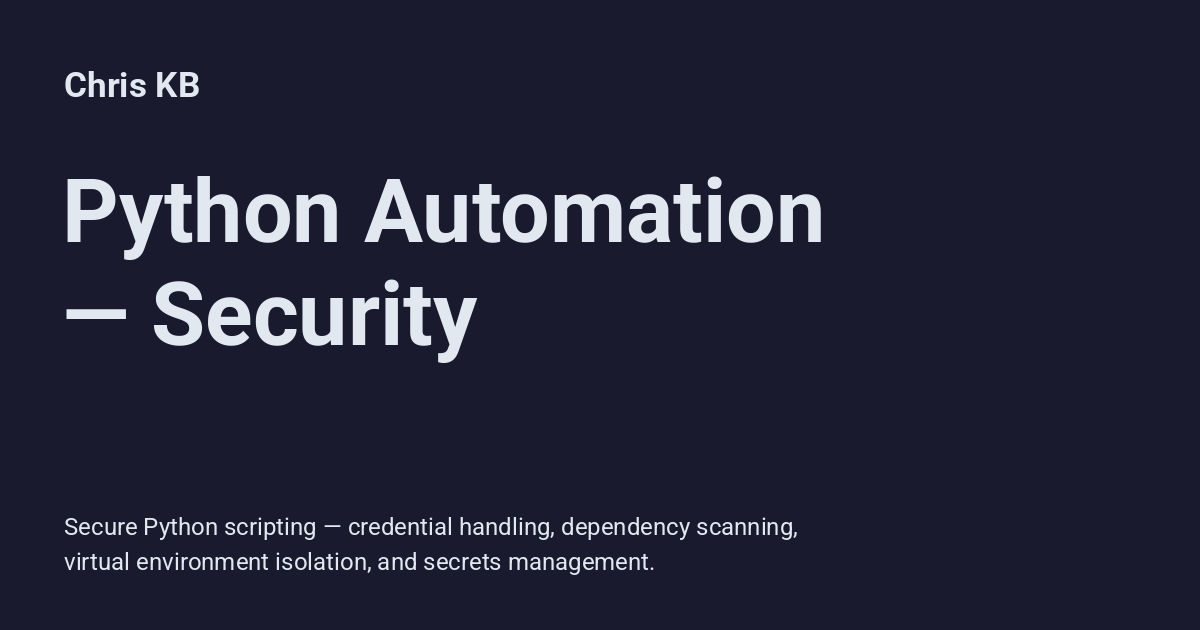 Chris KB
Python Automation
— Security
Secure Python scripting — credential handling, dependency scanning,
virtual environment isolation, and secrets management.